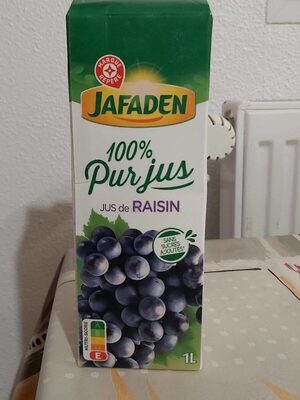 MARQUE
REPÈRE
JAFADEN
100%
Pur jus
JUS de RAISIN
SANS
SUCRES
AJOUTÉS*
NUTRI-SCORE
A
E
1L